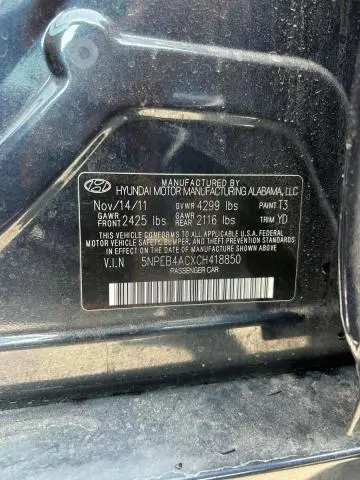 MANUFACTURED BY
HYUNDAI MOTOR MANUFACTURING ALABAMA, LLC
Nov/14/11 GVWR 4299 lbs PAINT T3
GAWR FRONT 2425 lbs GAWR REAR 2116 lbs TRIM YD
THIS VEHICLE CONFORMS TO ALL APPLICABLE U.S.A. FEDERAL
MOTOR VEHICLE SAFETY, BUMPER, AND THEFT PREVENTION STANDARDS
IN EFFECT ON THE DATE OF MANUFACTURE SHOWN ABOVE
V.I.N 5NPEB4ACXCH418850
PASSENGER CAR